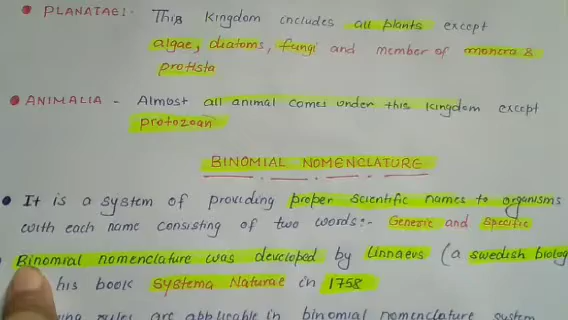 PLANATAE:- This kingdom includes all plants except
algae, diatoms, fungi and member of monera &
protista
ANIMALIA - Almost all animal comes under this kingdom except
protozoan
BINOMIAL NOMENCLATURE
It is a system of providing proper scientific names to organisms
with each name consisting of two words:- Generic and Specific
Binomial nomenclature was developed by Linnaeus (a swedish biolog
his book Systema Naturae in 1758
rules are applicable in binomial nomenclature system